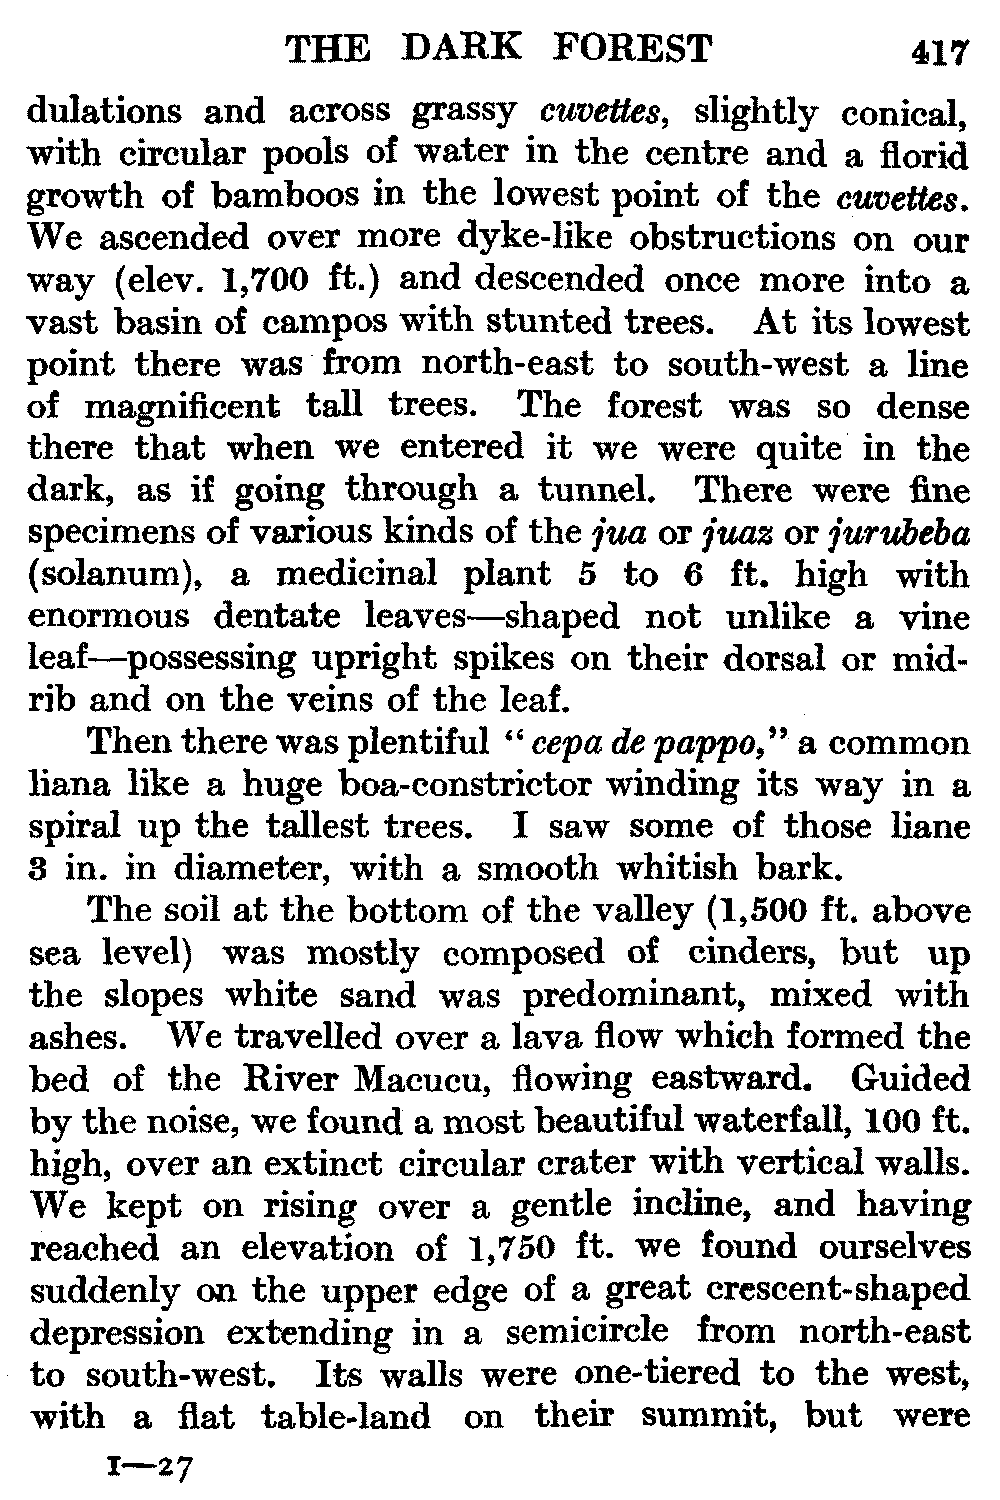 THE DARK FOREST 417
dulations and across grassy cuvettes, slightly conical,
with circular pools of water in the centre and a florid
growth of bamboos in the lowest point of the cuvettes.
We ascended over more dyke-like obstructions on our
way (elev. 1,700 ft.) and descended once more into a
vast basin of campos with stunted trees. At its lowest
point there was from north-east to south-west a line
of magnificent tall trees. The forest was so dense
there that when we entered it we were quite in the
dark, as if going through a tunnel. There were fine
specimens of various kinds of the jua or juaz or jurubeba
(solanum), a medicinal plant 5 to 6 ft. high with
enormous dentate leaves—shaped not unlike a vine
leaf—possessing upright spikes on their dorsal or mid-
rib and on the veins of the leaf.
Then there was plentiful “ cepa de pappo,” a common
liana like a huge boa-constrictor winding its way in a
spiral up the tallest trees. I saw some of those liane
3 in. in diameter, with a smooth whitish bark.
The soil at the bottom of the valley (1,500 ft. above
sea level) was mostly composed of cinders, but up
the slopes white sand was predominant, mixed with
ashes. We travelled over a lava flow which formed the
bed of the River Macucu, flowing eastward. Guided
by the noise, we found a most beautiful waterfall, 100 ft.
high, over an extinct circular crater with vertical walls.
We kept on rising over a gentle incline, and having
reached an elevation of 1,750 ft. we found ourselves
suddenly on the upper edge of a great crescent-shaped
depression extending in a semicircle from north-east
to south-west. Its walls were one-tiered to the west,
with a flat table-land on their summit, but were
I—27